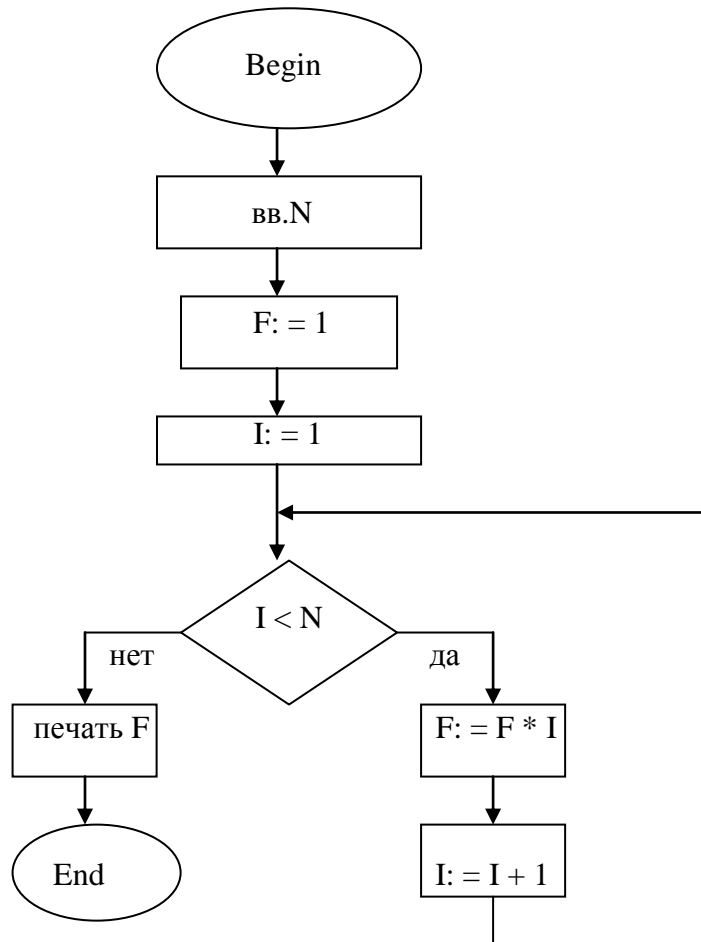 Begin
вв.N
F: = 1
I: = 1
I < N
нет
да
печать F
F: = F * I
End
I: = I + 1